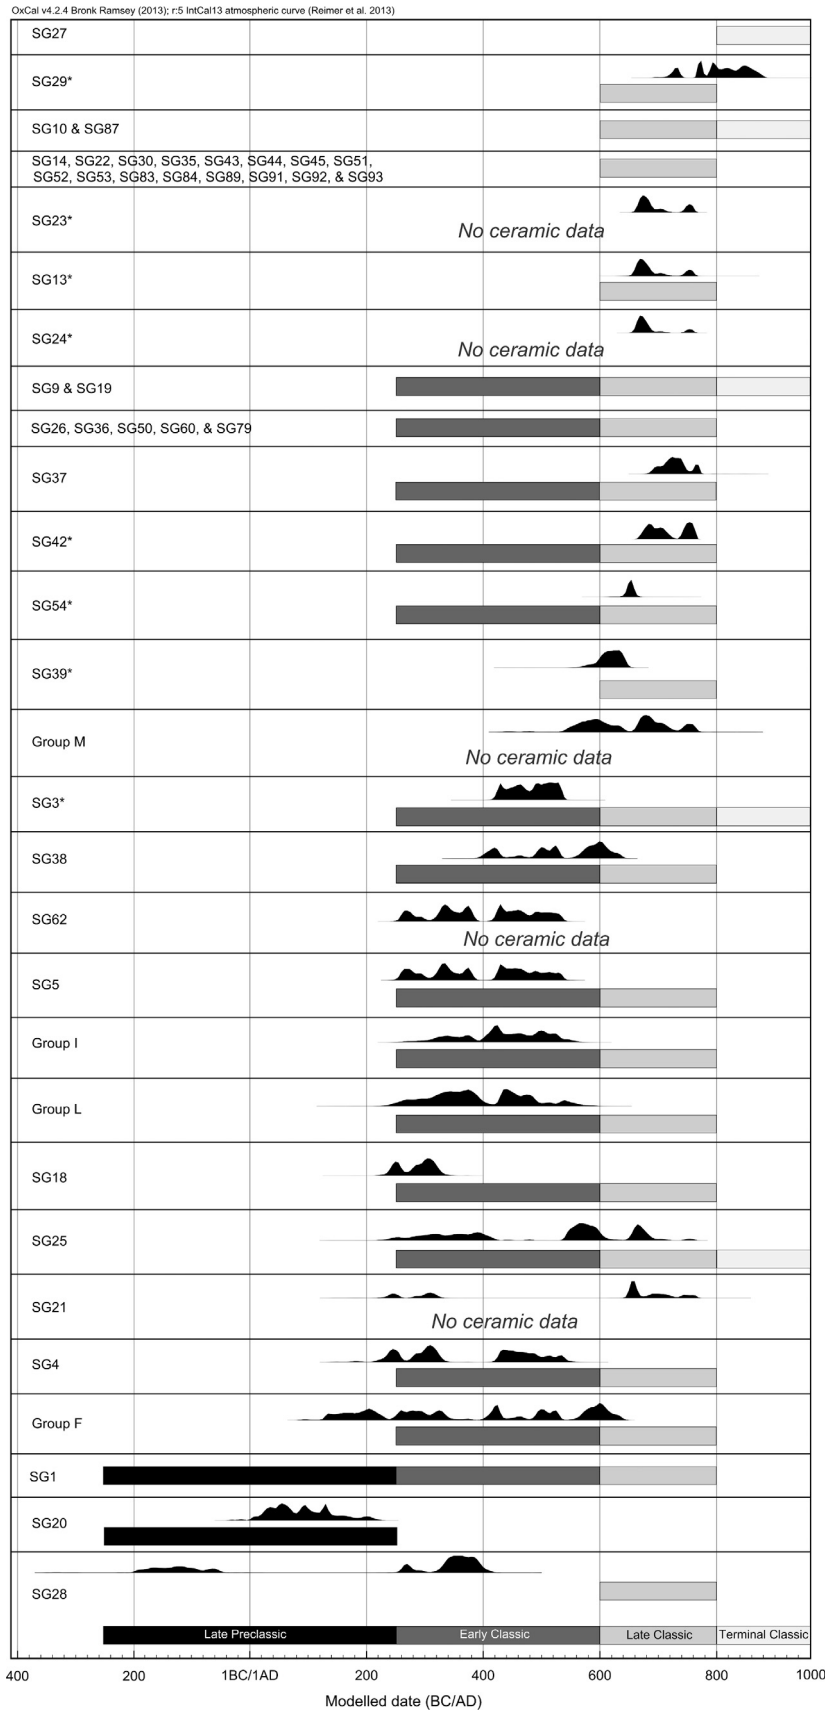 OxCal v4.2.4 Bronk Ramsey (2013); r:5 IntCal13 atmospheric curve (Reimer et al. 2013)
SG27
SG29*
SG10 & SG87
SG14, SG22, SG30, SG35, SG43, SG44, SG45, SG51,
SG52, SG53, SG83, SG84, SG89, SG91, SG92, & SG93
SG23*
No ceramic data
SG13*
SG24*
No ceramic data
SG9 & SG19
SG26, SG36, SG50, SG60, & SG79
SG37
SG42*
SG54*
SG39*
Group M
No ceramic data
SG3*
SG38
SG62
No ceramic data
SG5
Group I
Group L
SG18
SG25
SG21
No ceramic data
SG4
Group F
SG1
SG20
SG28
Late Preclassic Early Classic Late Classic Terminal Classic
400 200 1BC/1AD 200 400 600 800 1000
Modelled date (BC/AD)